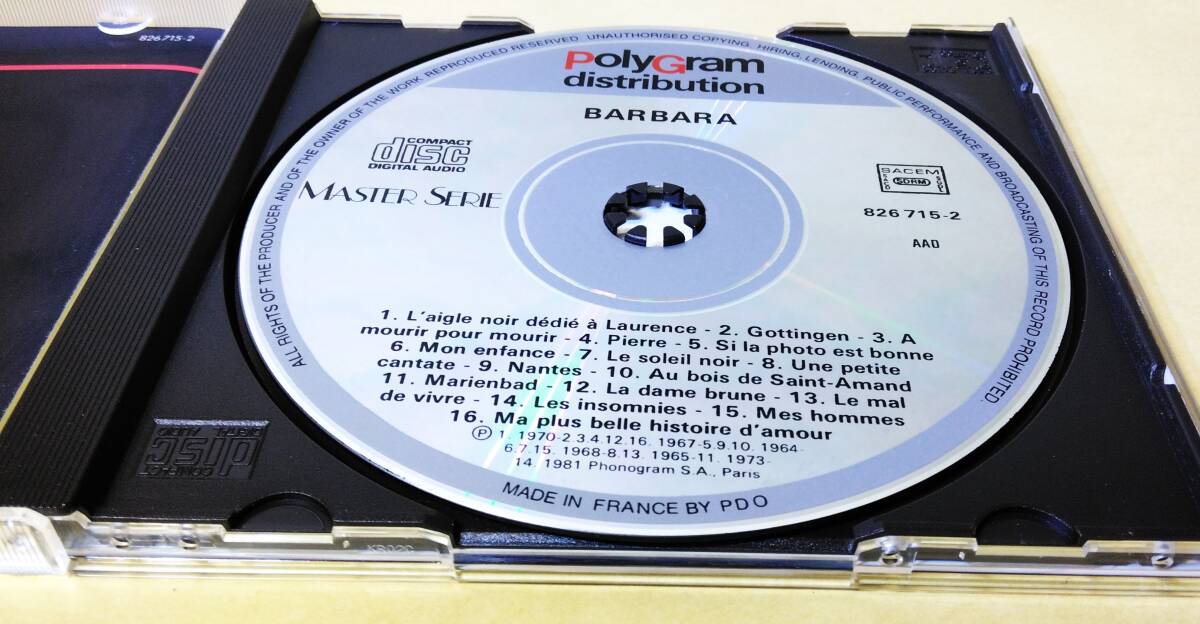 826 715-2
PolyGram
distribution
BARBARA
COMPACT
disc
DIGITAL AUDIO
MASTER SERIE
SACEM
SDRM
826 715-2
AAD
1. L'aigle noir dédié à Laurence - 2. Gottingen - 3. A
mourir pour mourir - 4. Pierre - 5. Si la photo est bonne
6. Mon enfance - 7. Le soleil noir - 8. Une petite
cantate - 9. Nantes - 10. Au bois de Saint-Amand
11. Marienbad - 12. La dame brune - 13. Le mal
de vivre - 14. Les insomnies - 15. Mes hommes
16. Ma plus belle histoire d'amour
Ⓟ 1. 1970-2.3.4.12.16. 1967-5.9.10. 1964-
6.7.15. 1968-8.13. 1965-11. 1973-
14. 1981 Phonogram S.A., Paris
ALL RIGHTS OF THE PRODUCER AND OF THE OWNER OF THE WORK REPRODUCED RESERVED. UNAUTHORISED COPYING, HIRING, LENDING, PUBLIC PERFORMANCE AND BROADCASTING OF THIS RECORD PROHIBITED.
MADE IN FRANCE BY PDO
COMPACT
disc
DIGITAL AUDIO